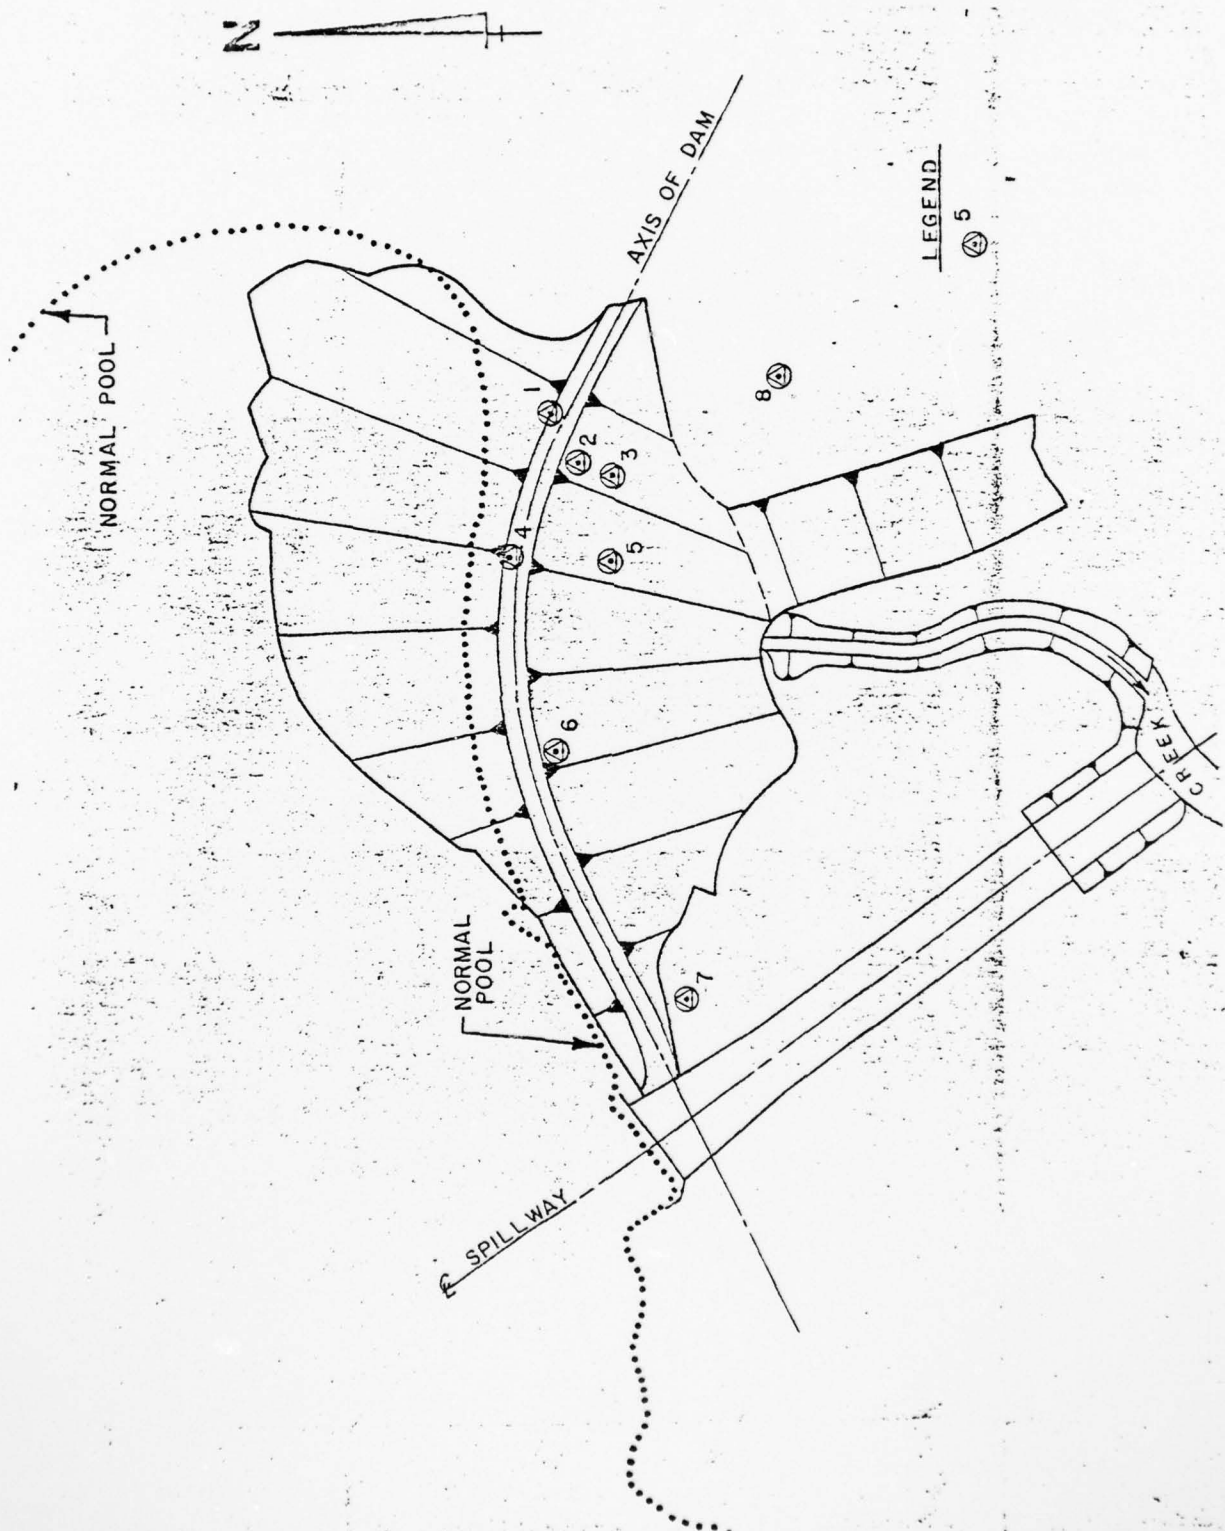 N
NORMAL POOL
AXIS OF DAM
LEGEND
5
1
2
3
4
5
6
7
8
NORMAL
POOL
℄ SPILLWAY
CREEK